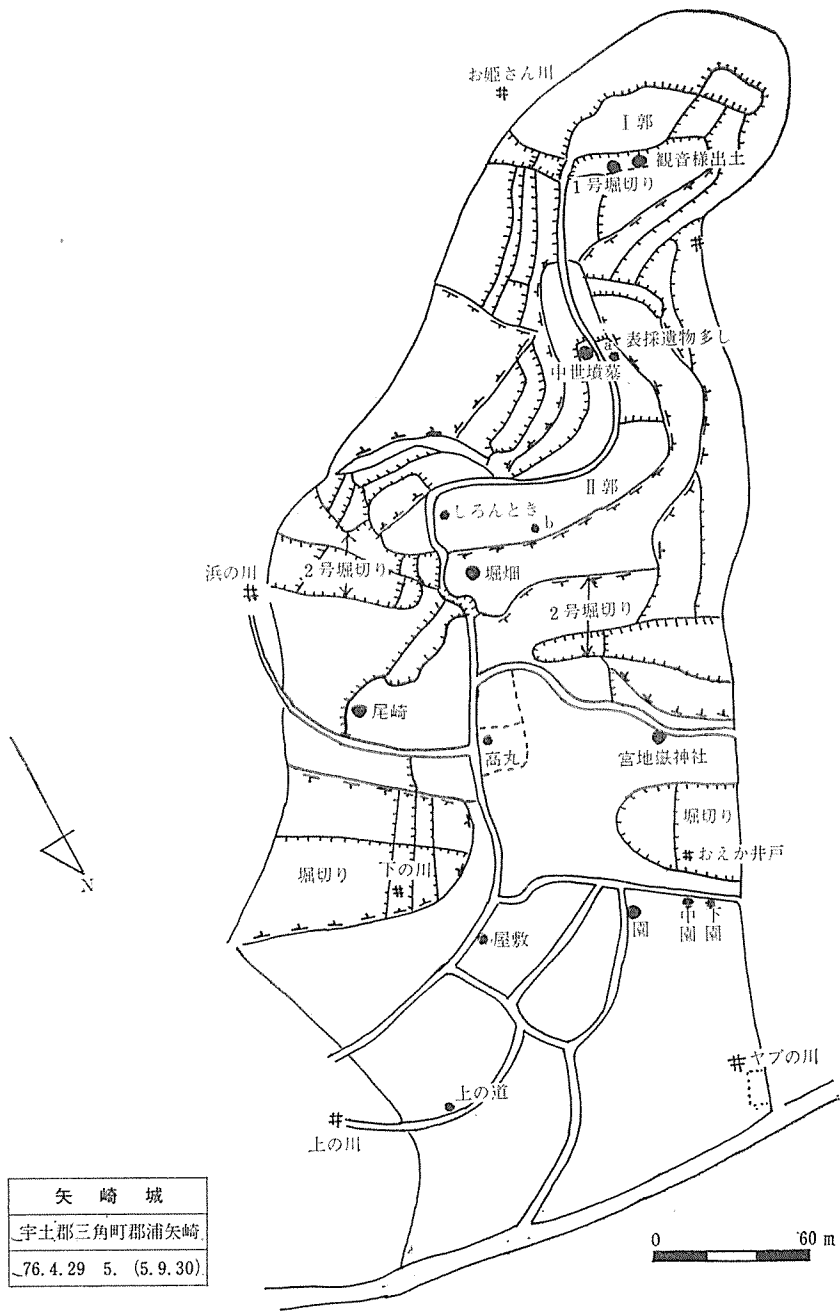 お姫さん川
I 郭
観音様出土
1号堀切り
a
表採遺物多し
中世墳墓
II 郭
しろんとき
b
2号堀切り
浜の川
堀畑
2号堀切り
尾崎
高丸
宮地嶽神社
堀切り
おえか井戸
堀切り
下の川
N
園
中園
下園
屋敷
ヤブの川
上の道
上の川
矢崎城
宇土郡三角町郡浦矢崎
76.4.29 5. (5.9.30)
0 60 m